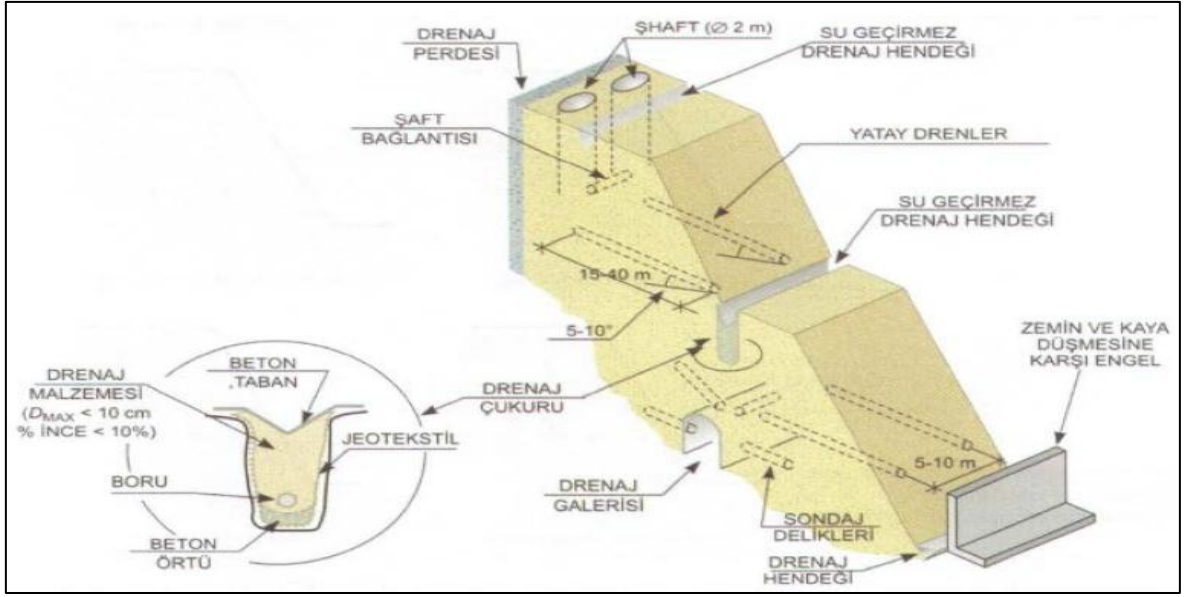 DRENAJ
PERDESİ
ŞHAFT (∅ 2 m)
SU GEÇİRMEZ
DRENAJ HENDEĞİ
ŞAFT
BAĞLANTISI
YATAY DRENLER
SU GEÇİRMEZ
DRENAJ HENDEĞİ
15-40 m
5-10°
ZEMİN VE KAYA
DÜŞMESİNE
KARŞI ENGEL
DRENAJ
MALZEMESİ
(DMAX < 10 cm
% İNCE < 10%)
BETON
.TABAN
DRENAJ
ÇUKURU
JEOTEKSTİL
BORU
5-10 m
DRENAJ
GALERİSİ
SONDAJ
DELİKLERİ
BETON
ÖRTÜ
DRENAJ
HENDEĞİ